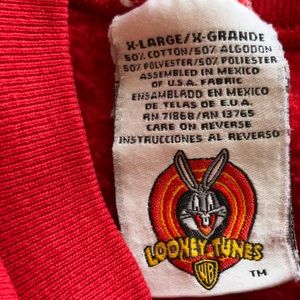 X-LARGE/X-GRANDE
50% COTTON/50% ALGODON
50% POLYESTER/50% POLIESTER
ASSEMBLED IN MEXICO
OF U.S.A. FABRIC
ENSAMBLADO EN MEXICO
DE TELAS DE E.U.A.
RN 71868/RN 13765
CARE ON REVERSE
INSTRUCCIONES AL REVERSO
LOONEY TUNES
WB
TM